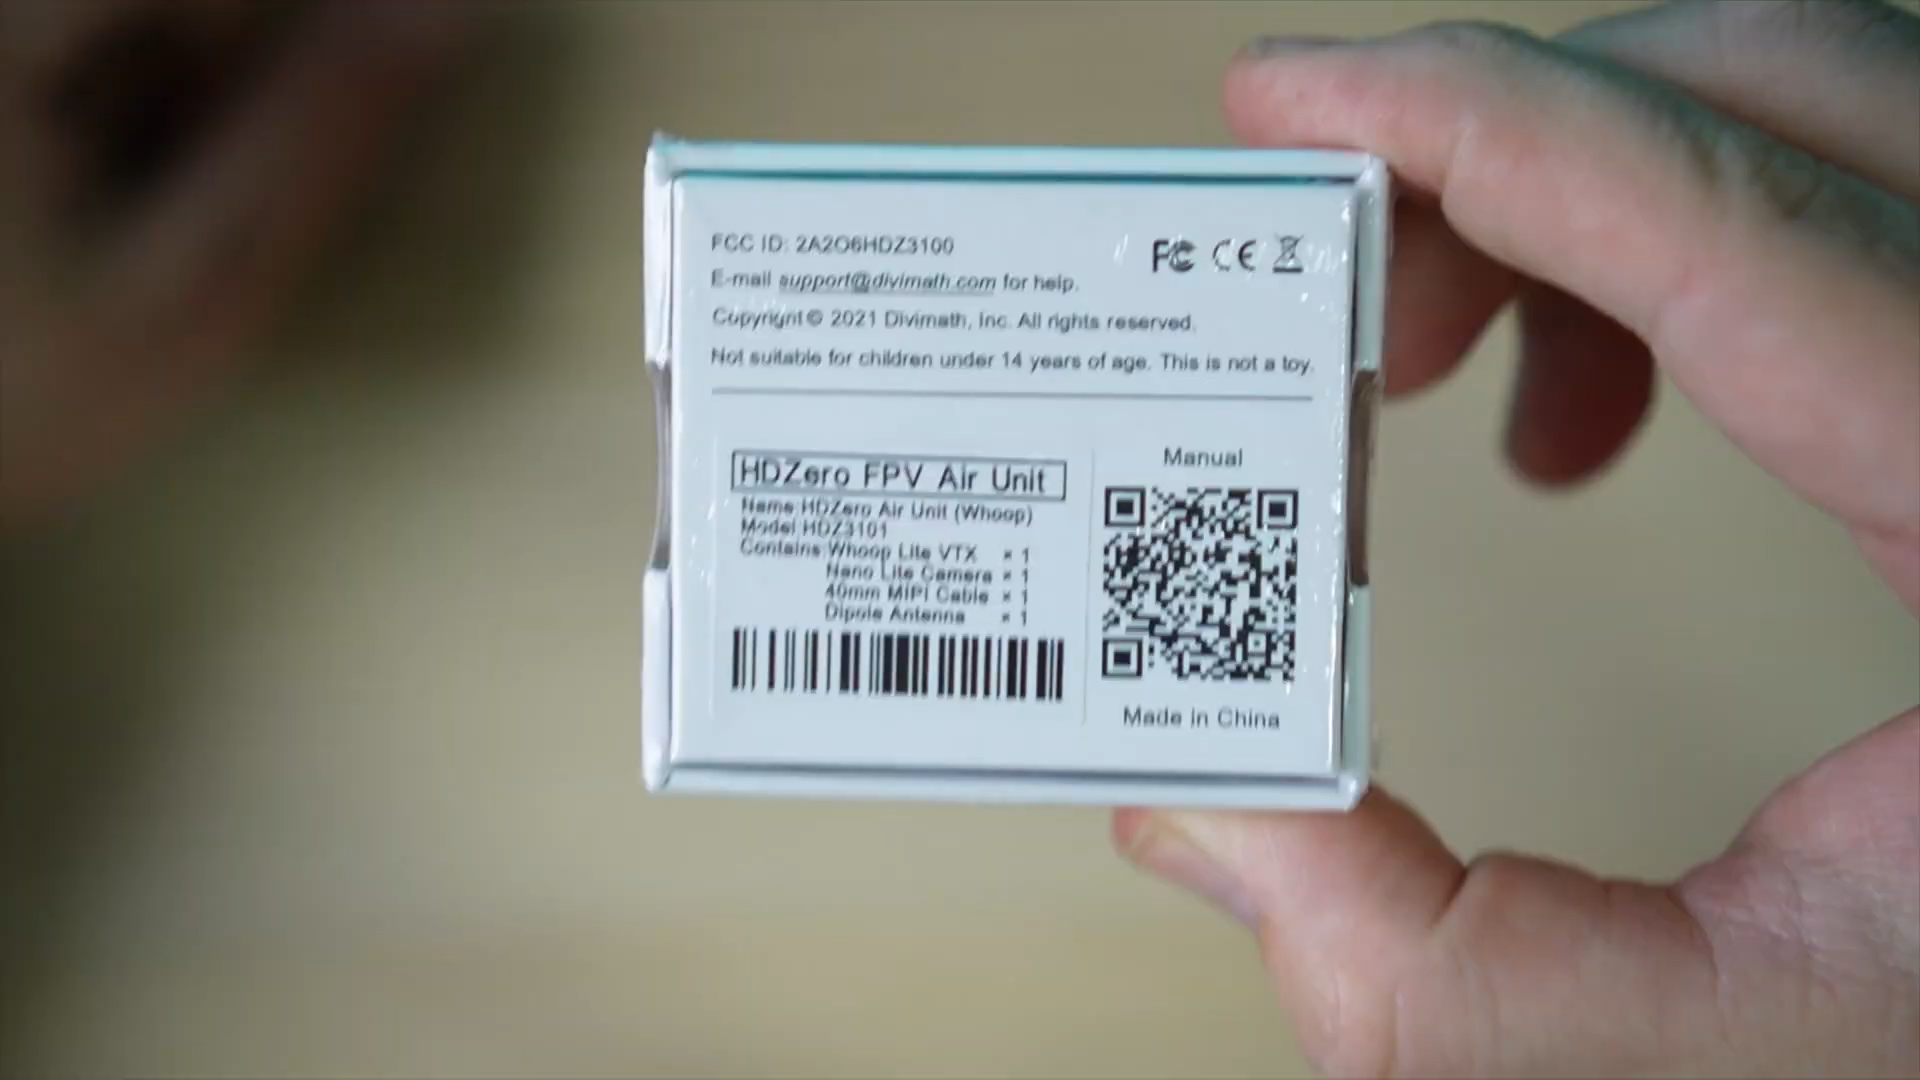 FCC ID: 2A2O6HDZ3100
FC CE
E-mail support@divimath.com for help.
Copyright © 2021 Divimath, Inc. All rights reserved.
Not suitable for children under 14 years of age. This is not a toy.
HDZero FPV Air Unit
Name:HDZero Air Unit (Whoop)
Model:HDZ3101
Contains:Whoop Lite VTX × 1
Nano Lite Camera × 1
40mm MIPI Cable × 1
Dipole Antenna × 1
Manual
Made in China